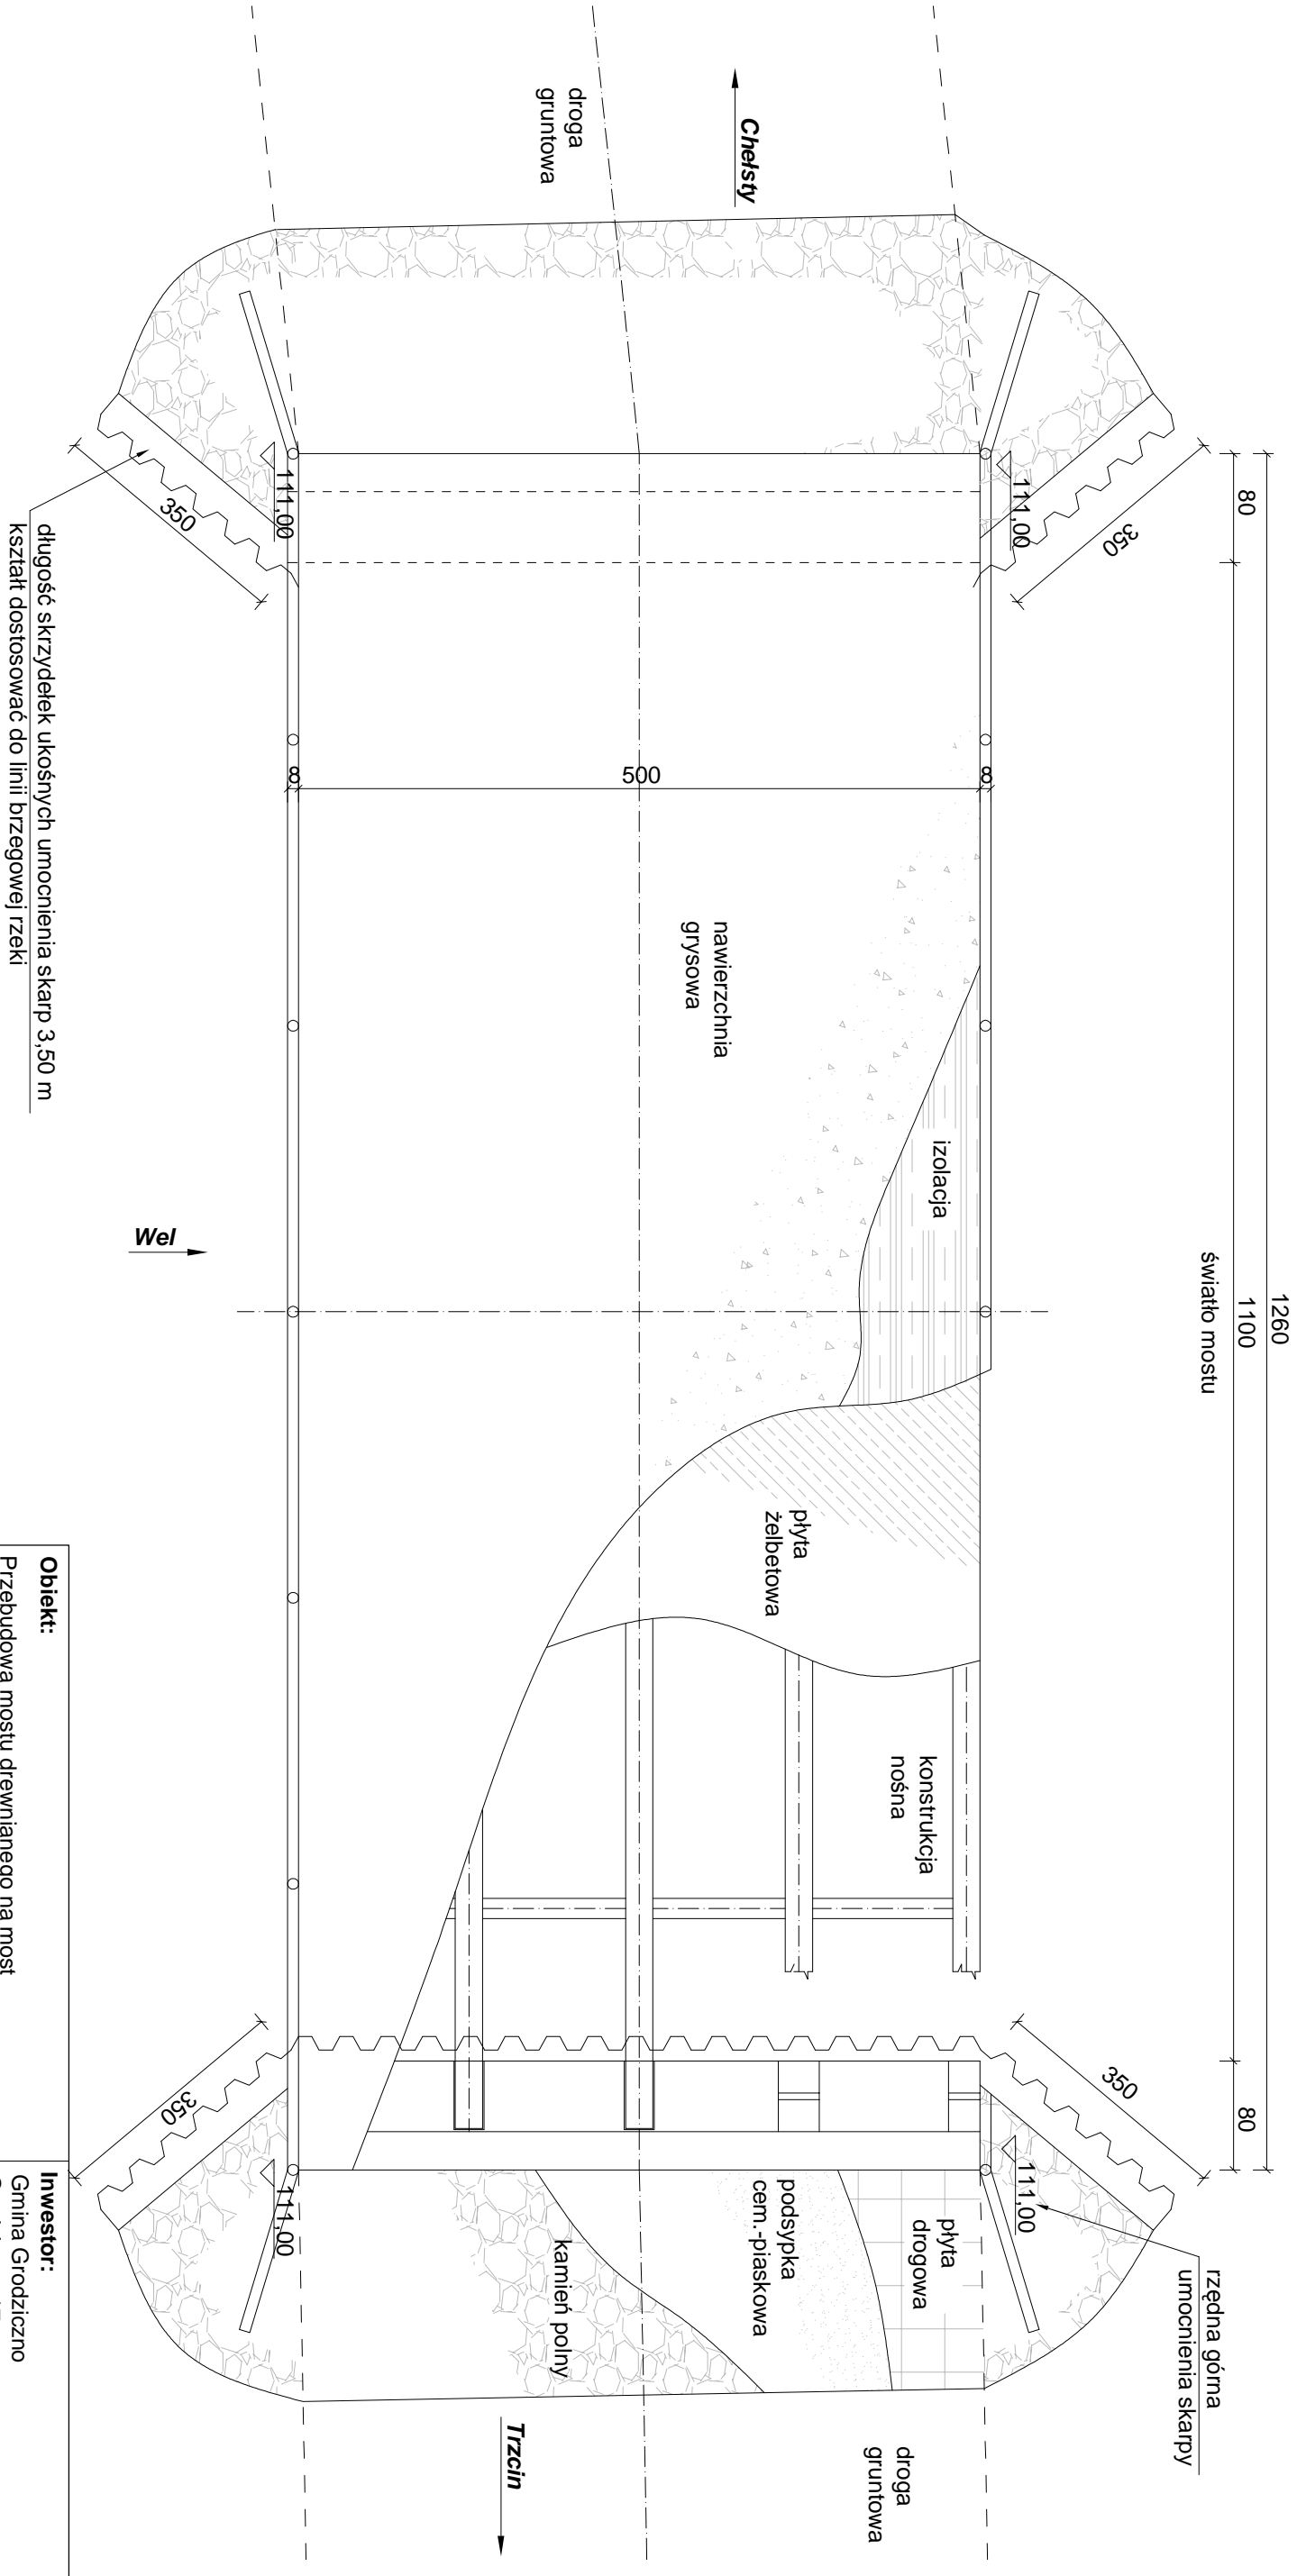 1260
80
1100
80
światło mostu
350
350
rzędna górna
umocnienia skarpy
111,00
111,00
Chełsty
droga
gruntowa
8
500
8
nawierzchnia
grysowa
izolacja
płyta
żelbetowa
konstrukcja
nośna
płyta
drogowa
podsypka
cem.-piaskowa
kamień polny
droga
gruntowa
Trzcin
111,00
111,00
350
350
Wel
długość skrzydełek ukośnych umocnienia skarp 3,50 m
kształt dostosować do linii brzegowej rzeki
Obiekt:
Przebudowa mostu drewnianego na most
Inwestor:
Gmina Grodziczno